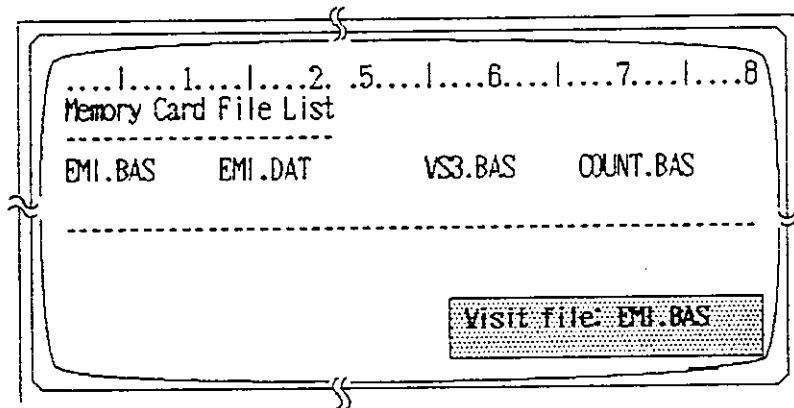 ....|....1....|....2. .5....|....6....|....7....|....8
Memory Card File List
---------------------
EMI.BAS EMI.DAT VS3.BAS COUNT.BAS
------------------------------------------------------
Visit file: EMI.BAS